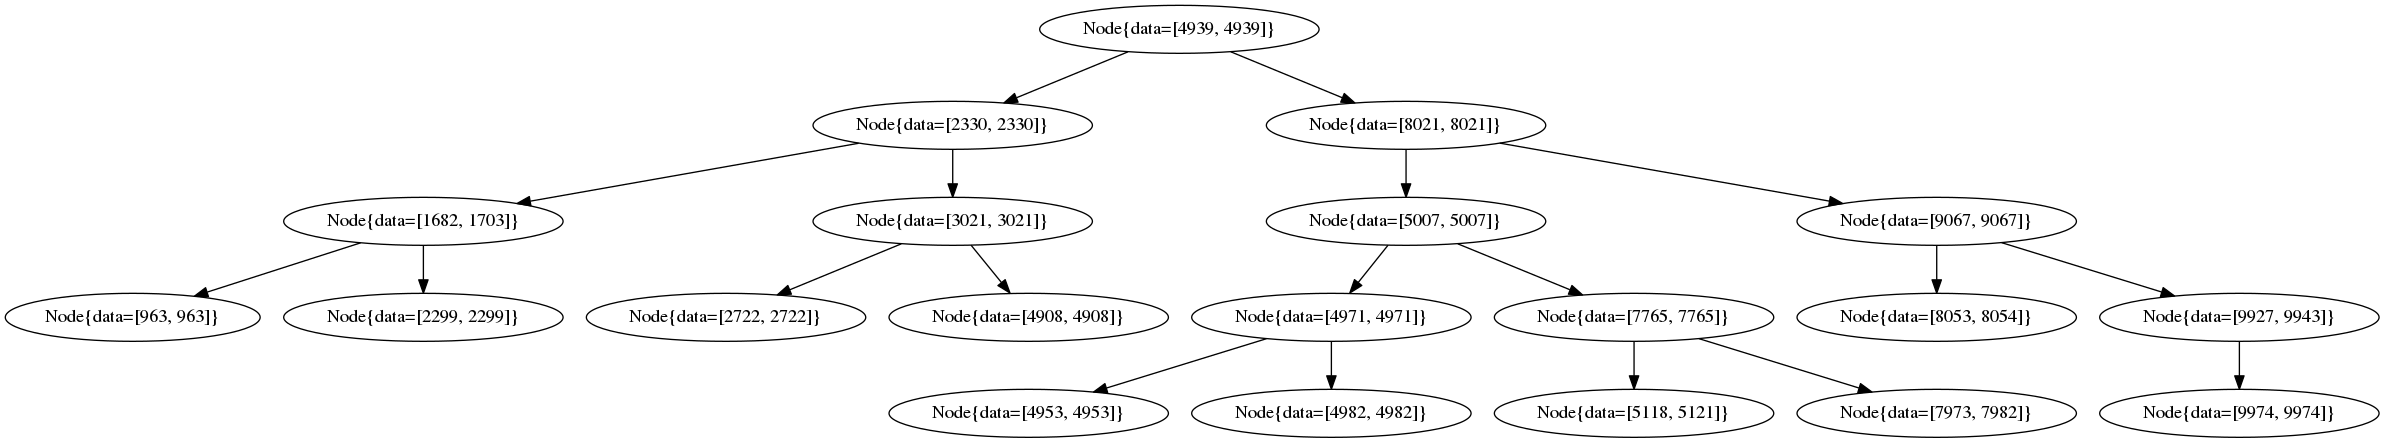 Node{data=[4939, 4939]}
Node{data=[2330, 2330]}
Node{data=[8021, 8021]}
Node{data=[1682, 1703]}
Node{data=[3021, 3021]}
Node{data=[5007, 5007]}
Node{data=[9067, 9067]}
Node{data=[963, 963]}
Node{data=[2299, 2299]}
Node{data=[2722, 2722]}
Node{data=[4908, 4908]}
Node{data=[4971, 4971]}
Node{data=[7765, 7765]}
Node{data=[8053, 8054]}
Node{data=[9927, 9943]}
Node{data=[4953, 4953]}
Node{data=[4982, 4982]}
Node{data=[5118, 5121]}
Node{data=[7973, 7982]}
Node{data=[9974, 9974]}